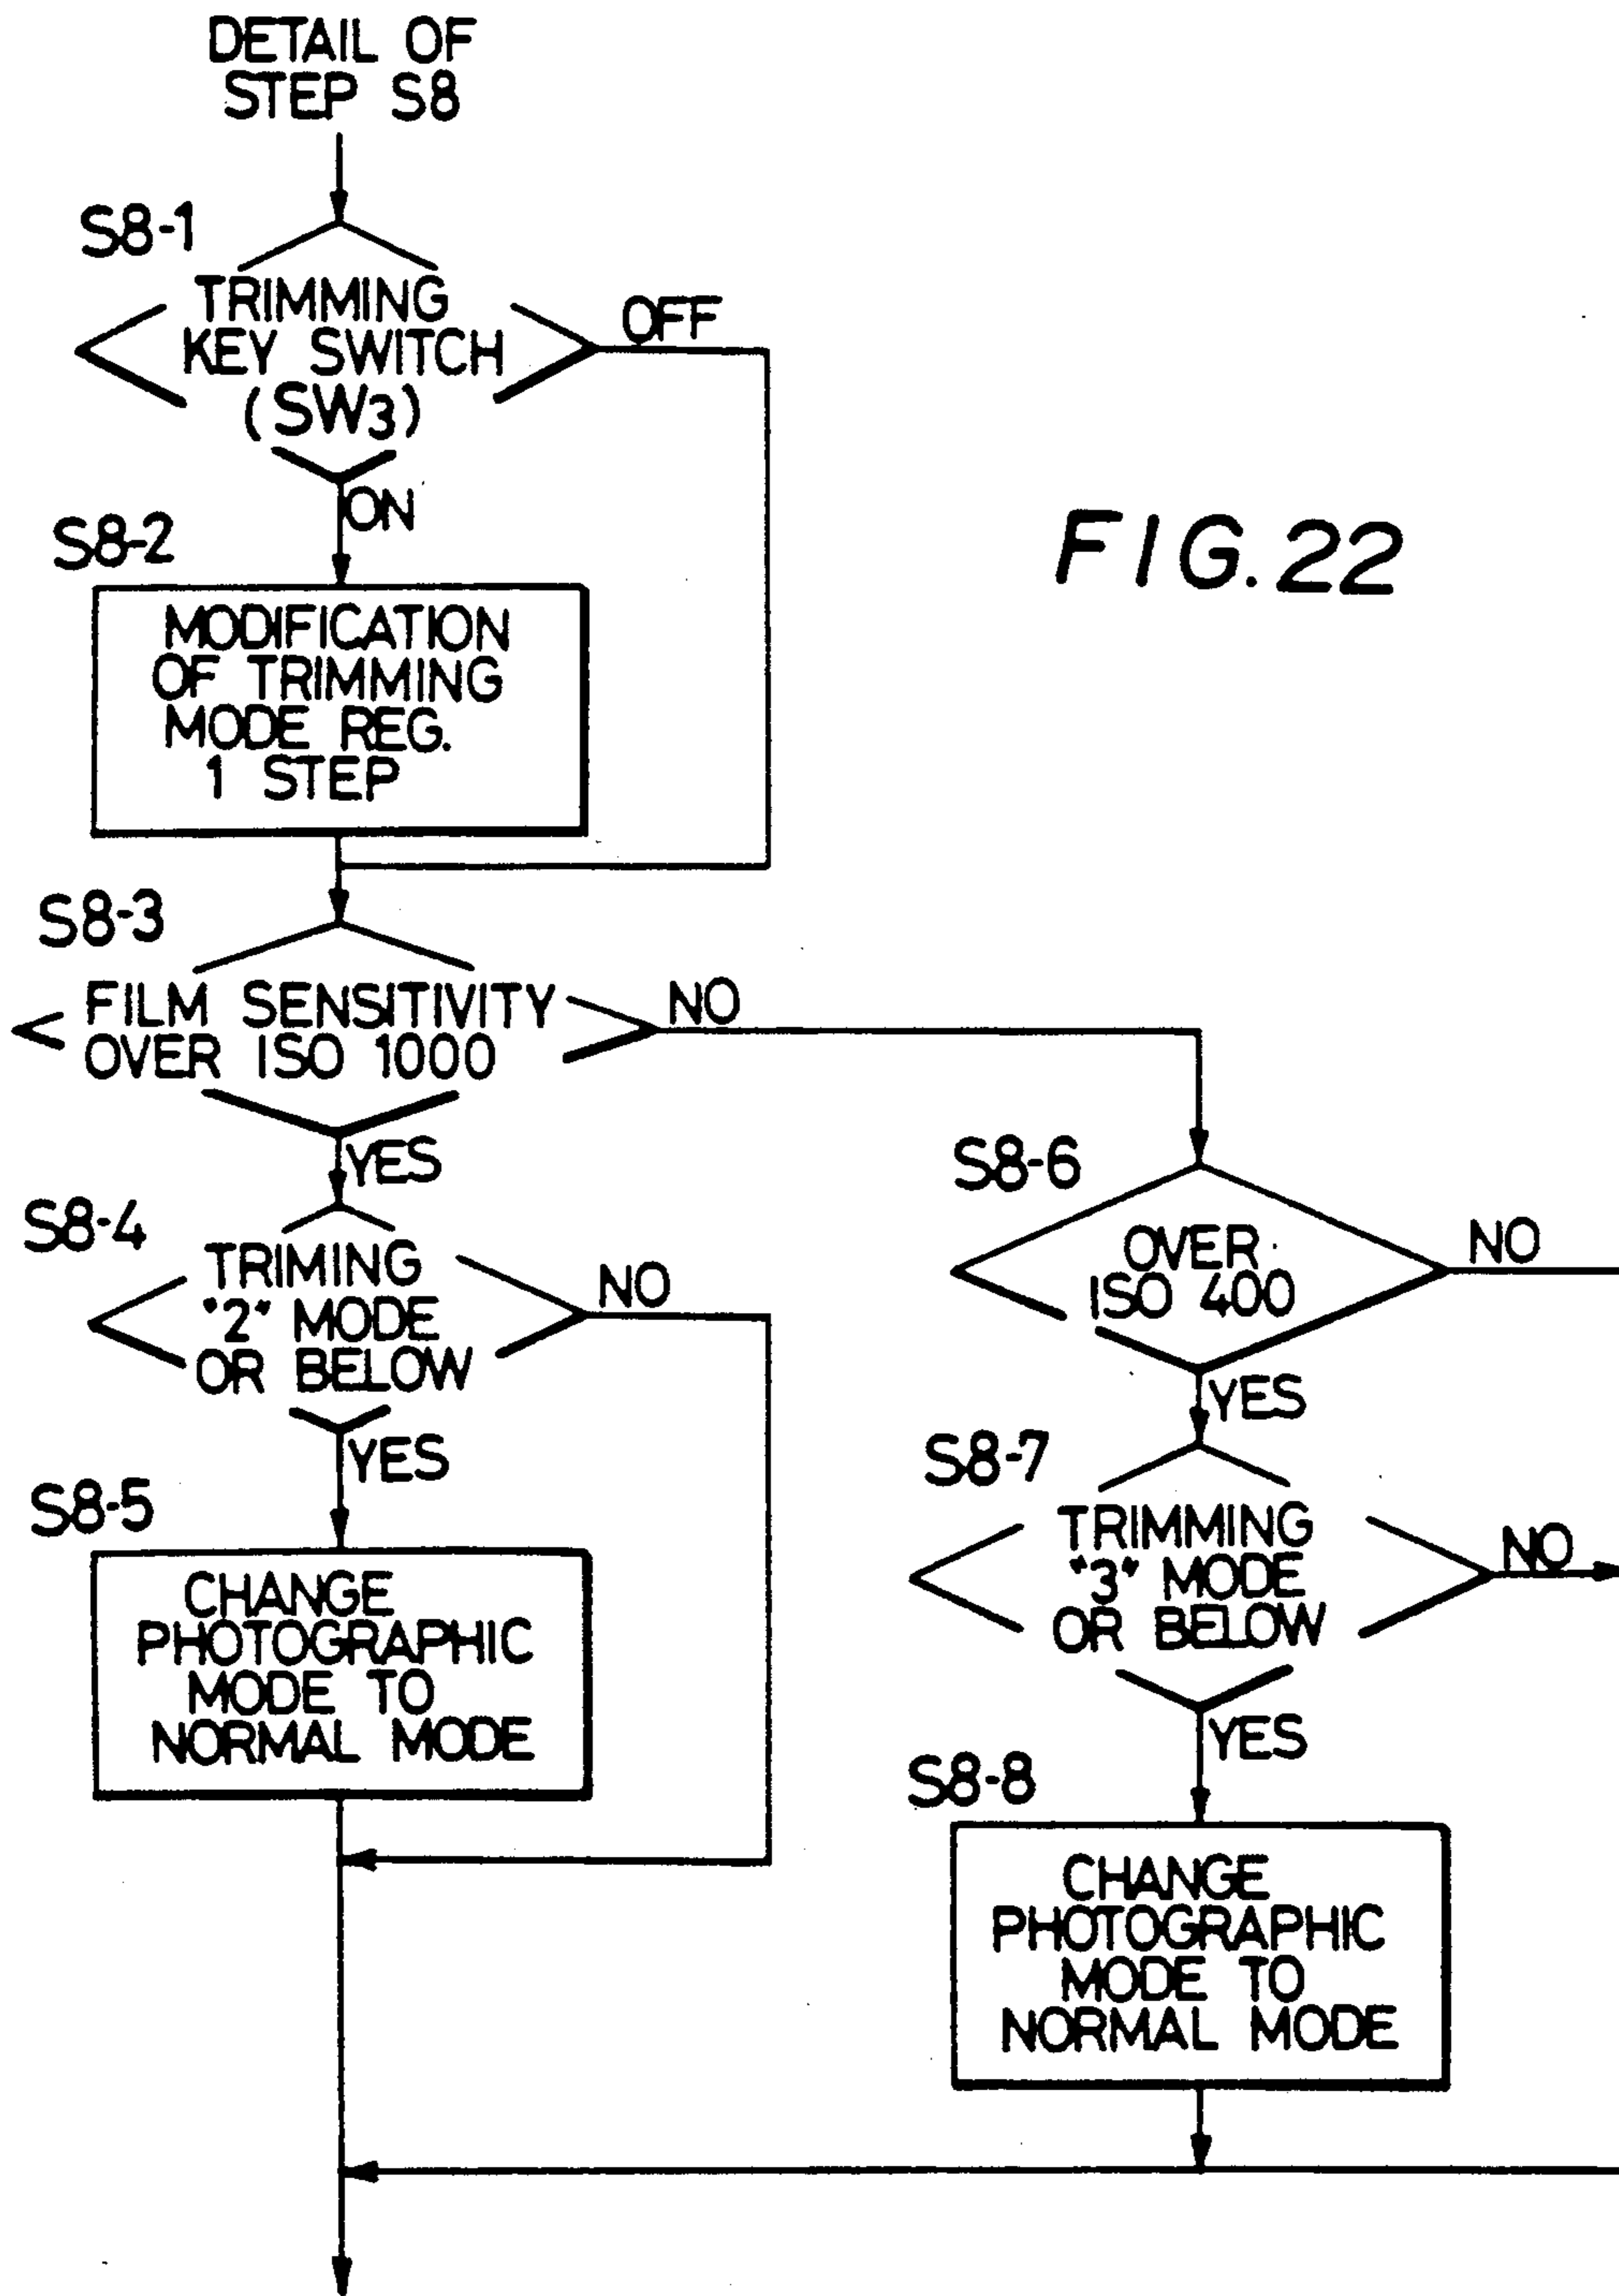 DETAIL OF
STEP S8
S8-1
TRIMMING
KEY SWITCH
(SW3)
OFF
ON
S8-2
MODIFICATION
OF TRIMMING
MODE REG.
1 STEP
FIG. 22
S8-3
FILM SENSITIVITY
OVER ISO 1000
NO
YES
S8-4
TRIMING
"2" MODE
OR BELOW
NO
YES
S8-5
CHANGE
PHOTOGRAPHIC
MODE TO
NORMAL MODE
S8-6
OVER
ISO 400
NO
YES
S8-7
TRIMMING
"3" MODE
OR BELOW
NO
YES
S8-8
CHANGE
PHOTOGRAPHIC
MODE TO
NORMAL MODE